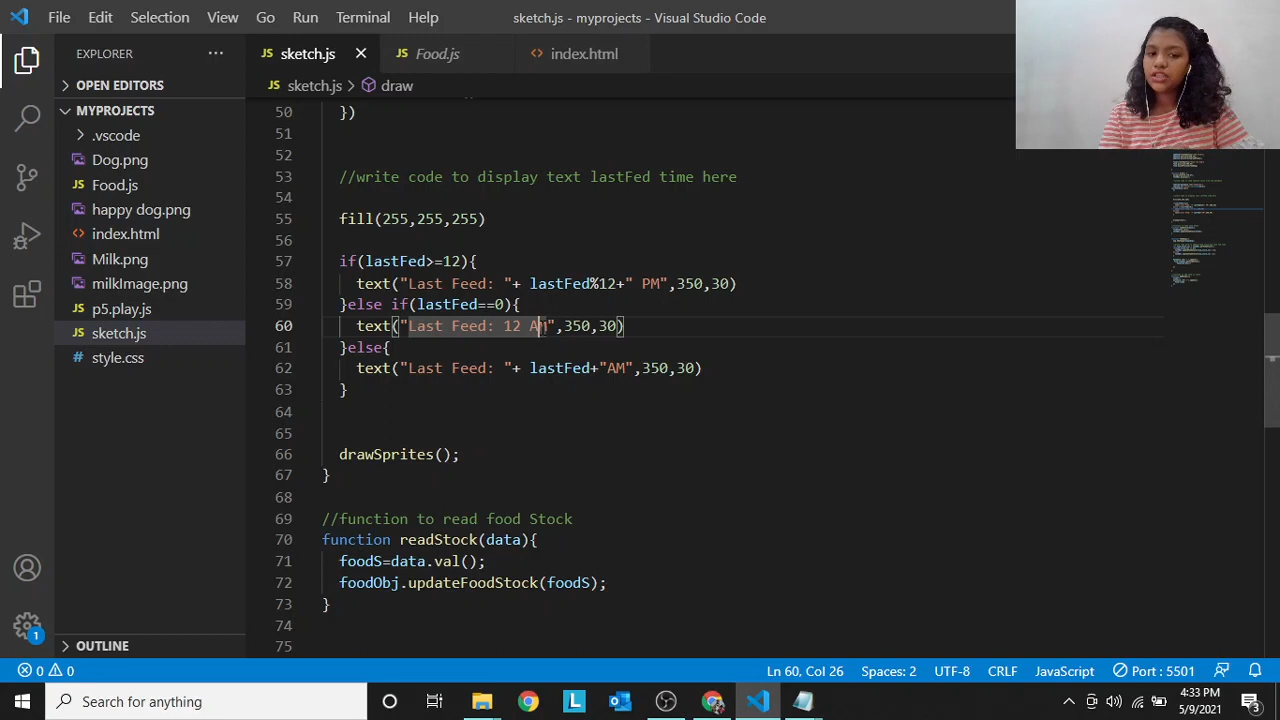 File Edit Selection View Go Run Terminal Help sketch.js - myprojects - Visual Studio Code
EXPLORER ··· JS sketch.js × JS Food.js <> index.html
OPEN EDITORS
JS sketch.js > draw
MYPROJECTS
.vscode
Dog.png
JS Food.js
happy dog.png
<> index.html
Milk.png
milkImage.png
JS p5.play.js
JS sketch.js
# style.css
OUTLINE
50 })
51
52
53 //write code to display text lastFed time here
54
55 fill(255,255,255)
56
57 if(lastFed>=12){
58 text("Last Feed: "+ lastFed%12+" PM",350,30)
59 }else if(lastFed==0){
60 text("Last Feed: 12 AM",350,30)
61 }else{
62 text("Last Feed: "+ lastFed+"AM",350,30)
63 }
64
65
66 drawSprites();
67 }
68
69 //function to read food Stock
70 function readStock(data){
71 foodS=data.val();
72 foodObj.updateFoodStock(foodS);
73 }
74
75
1
0 0 Ln 60, Col 26 Spaces: 2 UTF-8 CRLF JavaScript Port : 5501
Search for anything
L
4:33 PM
5/9/2021
3